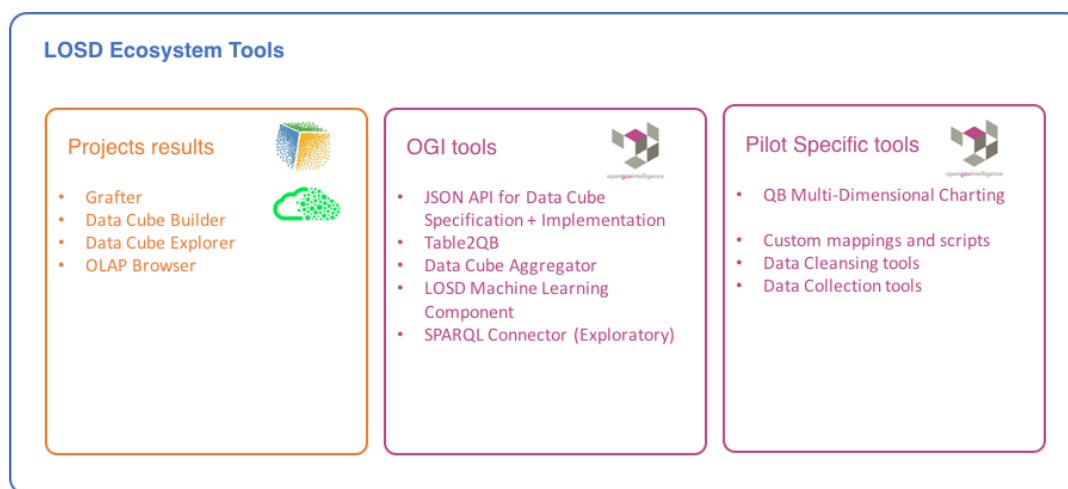 LOSD Ecosystem Tools
Projects results
• Grafter
• Data Cube Builder
• Data Cube Explorer
• OLAP Browser
OGI tools
opengovintelligence
• JSON API for Data Cube
Specification + Implementation
• Table2QB
• Data Cube Aggregator
• LOSD Machine Learning
Component
• SPARQL Connector (Exploratory)
Pilot Specific tools
opengovintelligence
• QB Multi-Dimensional Charting
• Custom mappings and scripts
• Data Cleansing tools
• Data Collection tools